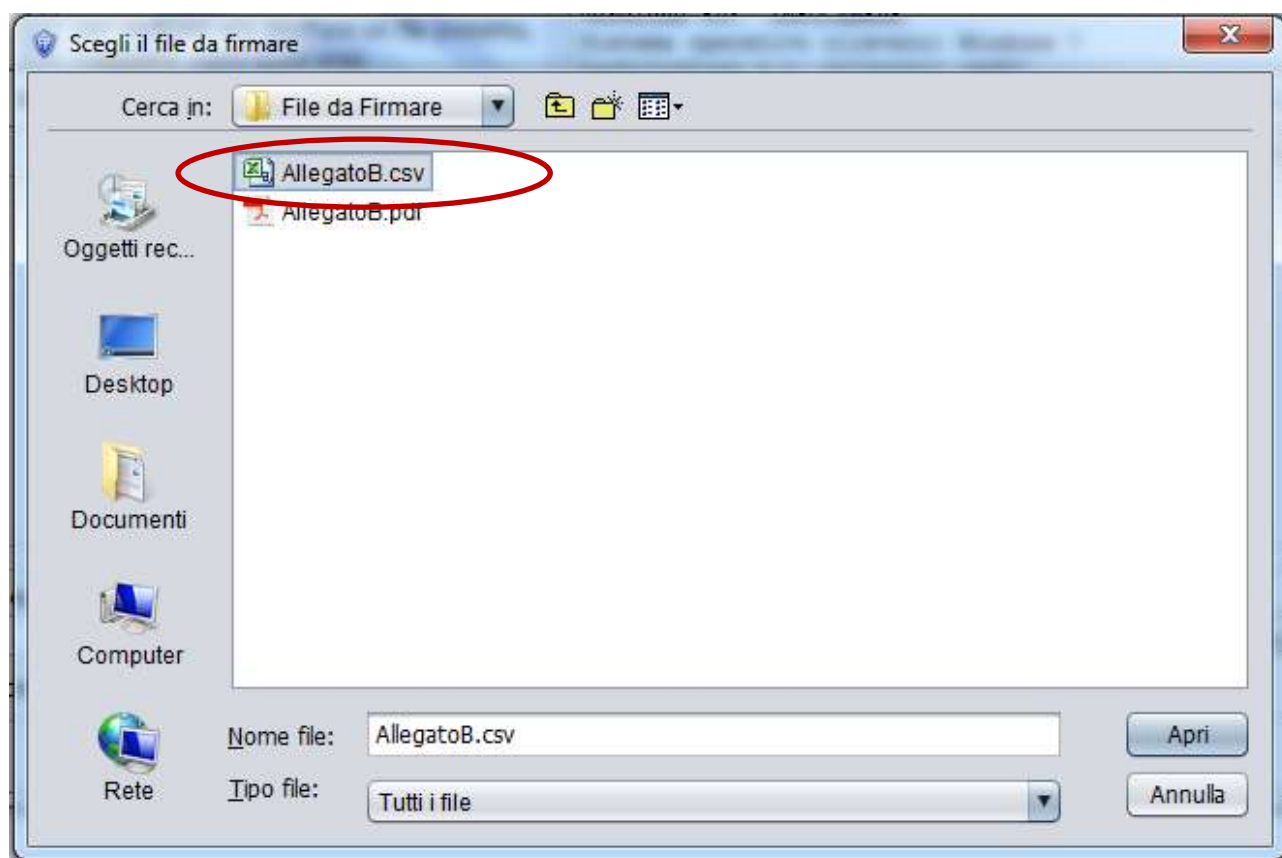 Scegli il file da firmare
Cerca in: File da Firmare
AllegatoB.csv
AllegatoB.pdf
Oggetti rec...
Desktop
Documenti
Computer
Rete
Nome file: AllegatoB.csv
Apri
Tipo file: Tutti i file
Annulla